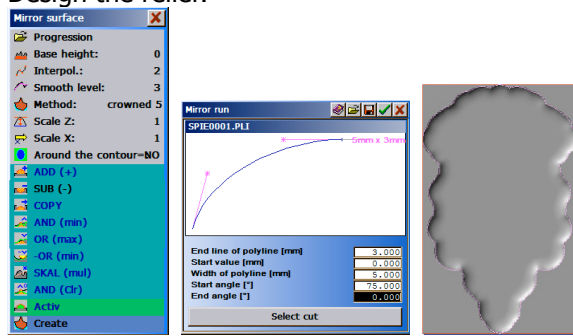 Design the relief.
Mirror surface
Progression
Base height: 0
Interpol.: 2
Smooth level: 3
Method: crowned 5
Scale Z: 1
Scale X: 1
Around the contour=NO
ADD (+)
SUB (-)
COPY
AND (min)
OR (max)
-OR (min)
SKAL (mul)
AND (Clr)
Activ
Create
Mirror run
SPIE0001.PLI
5mm x 3mm
End line of polyline [mm] 3.000
Start value [mm] 0.000
Width of polyline [mm] 5.000
Start angle [°] 75.000
End angle [°] 0.000
Select cut